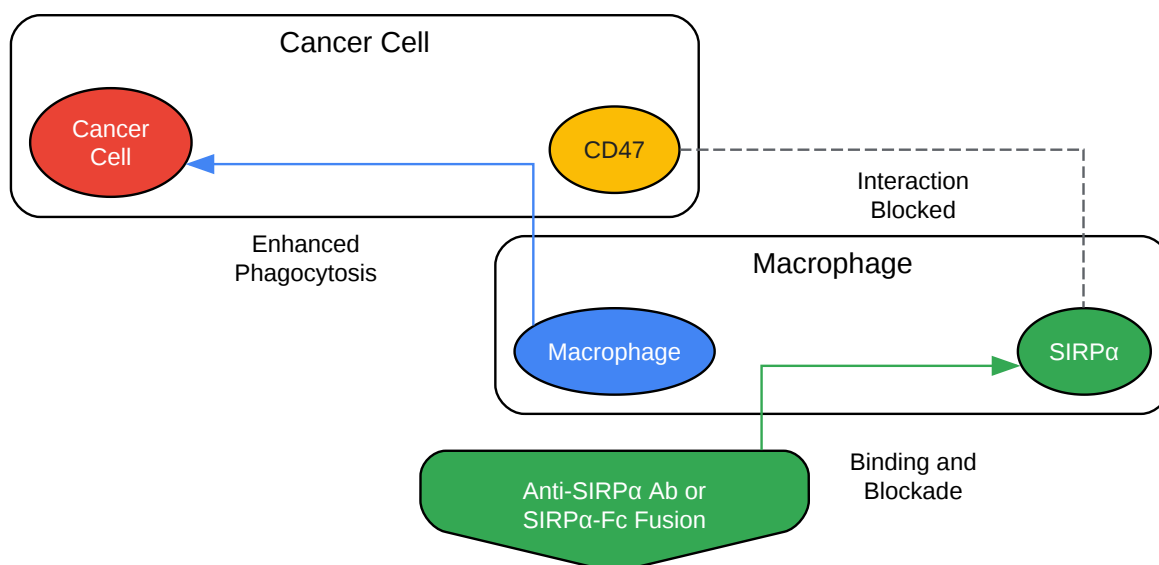 Cancer Cell
Cancer
Cell
CD47
Interaction
Blocked
Enhanced
Phagocytosis
Macrophage
Macrophage
SIRPα
Anti-SIRPα Ab or
SIRPα-Fc Fusion
Binding and
Blockade